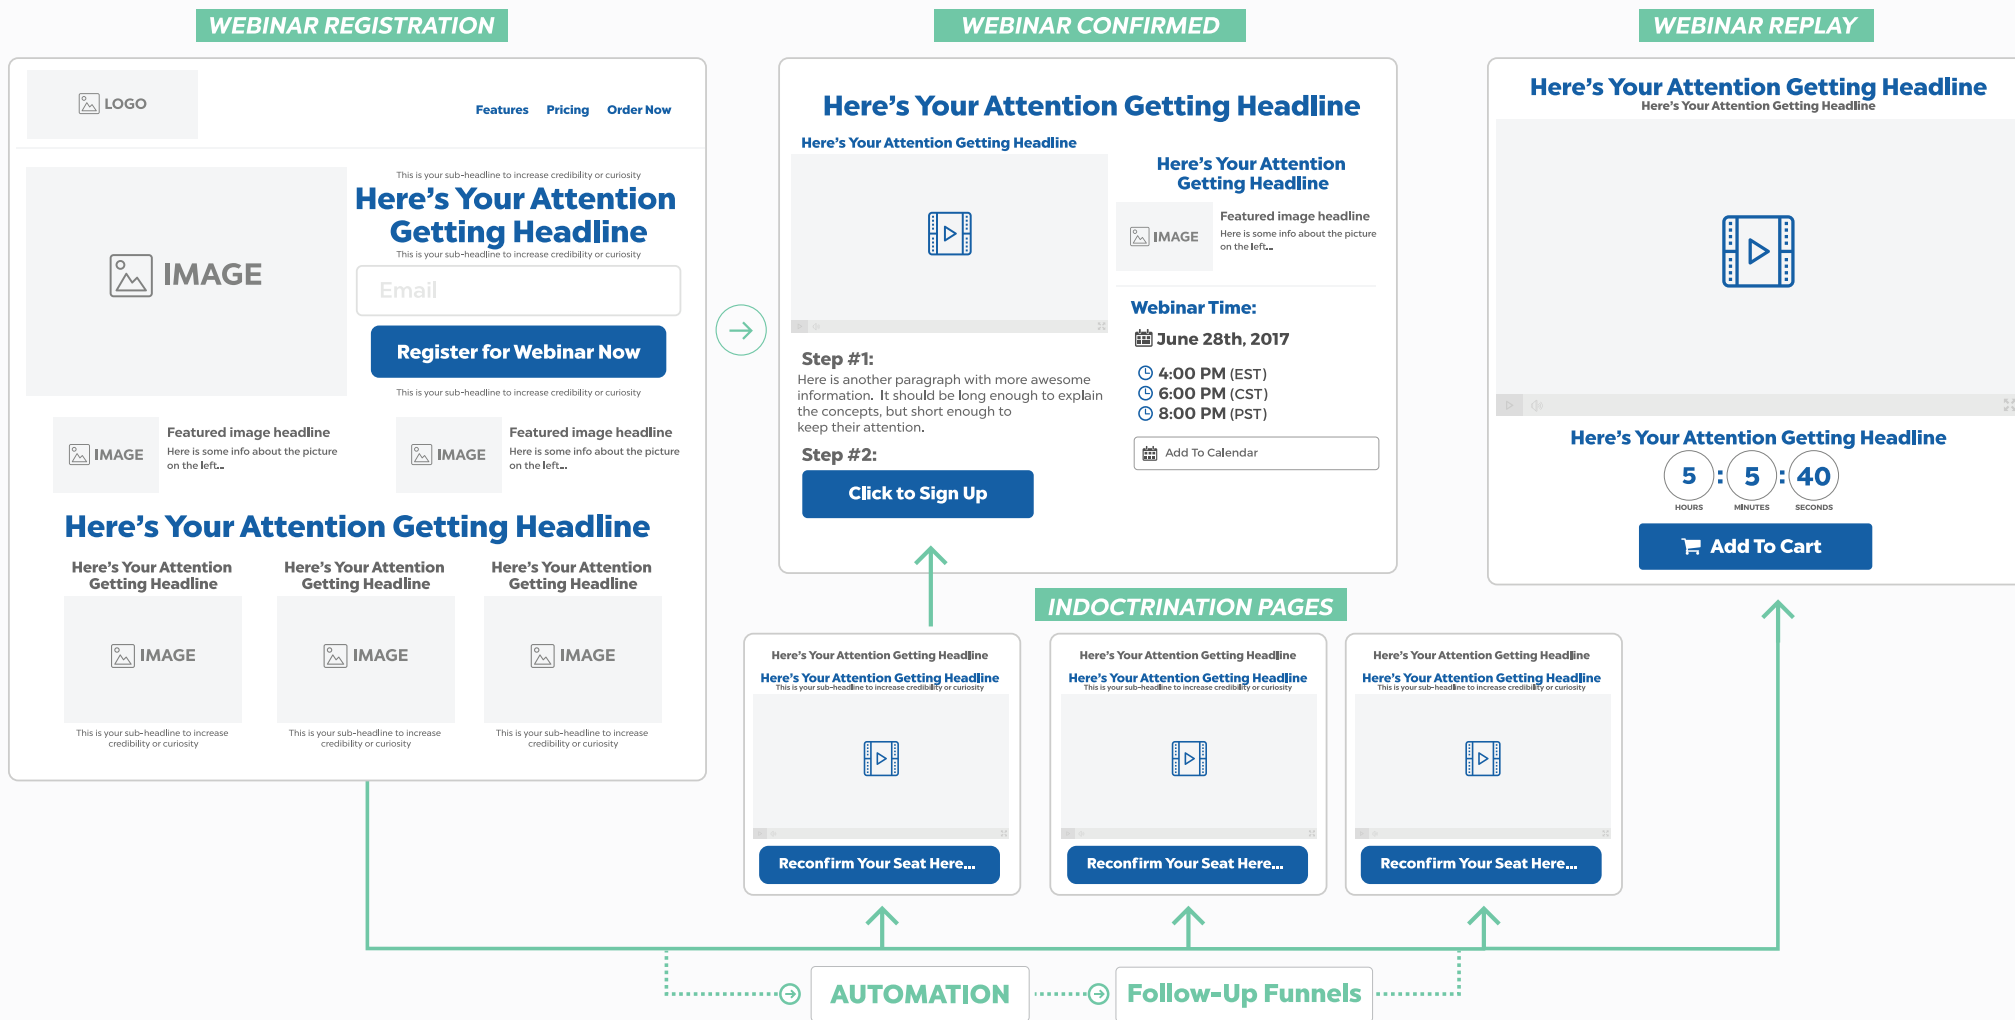 WEBINAR REGISTRATION
LOGO
Features Pricing Order Now
IMAGE
This is your sub-headline to increase credibility or curiosity
Here's Your Attention
Getting Headline
This is your sub-headline to increase credibility or curiosity
Email
Register for Webinar Now
This is your sub-headline to increase credibility or curiosity
IMAGE
Featured image headline
Here is some info about the picture
on the left...
IMAGE
Featured image headline
Here is some info about the picture
on the left...
Here's Your Attention Getting Headline
Here's Your Attention
Getting Headline
IMAGE
This is your sub-headline to increase
credibility or curiosity
Here's Your Attention
Getting Headline
IMAGE
This is your sub-headline to increase
credibility or curiosity
Here's Your Attention
Getting Headline
IMAGE
This is your sub-headline to increase
credibility or curiosity
WEBINAR CONFIRMED
Here's Your Attention Getting Headline
Here's Your Attention Getting Headline
Step #1:
Here is another paragraph with more awesome
information. It should be long enough to explain
the concepts, but short enough to
keep their attention.
Step #2:
Click to Sign Up
Here's Your Attention
Getting Headline
IMAGE
Featured image headline
Here is some info about the picture
on the left...
Webinar Time:
June 28th, 2017
4:00 PM (EST)
6:00 PM (CST)
8:00 PM (PST)
Add To Calendar
WEBINAR REPLAY
Here's Your Attention Getting Headline
Here's Your Attention Getting Headline
Here's Your Attention Getting Headline
5 : 5 : 40
HOURS MINUTES SECONDS
Add To Cart
INDOCTRINATION PAGES
Here's Your Attention Getting Headline
Here's Your Attention Getting Headline
This is your sub-headline to increase credibility or curiosity
Reconfirm Your Seat Here...
Here's Your Attention Getting Headline
Here's Your Attention Getting Headline
This is your sub-headline to increase credibility or curiosity
Reconfirm Your Seat Here...
Here's Your Attention Getting Headline
Here's Your Attention Getting Headline
This is your sub-headline to increase credibility or curiosity
Reconfirm Your Seat Here...
AUTOMATION
Follow-Up Funnels